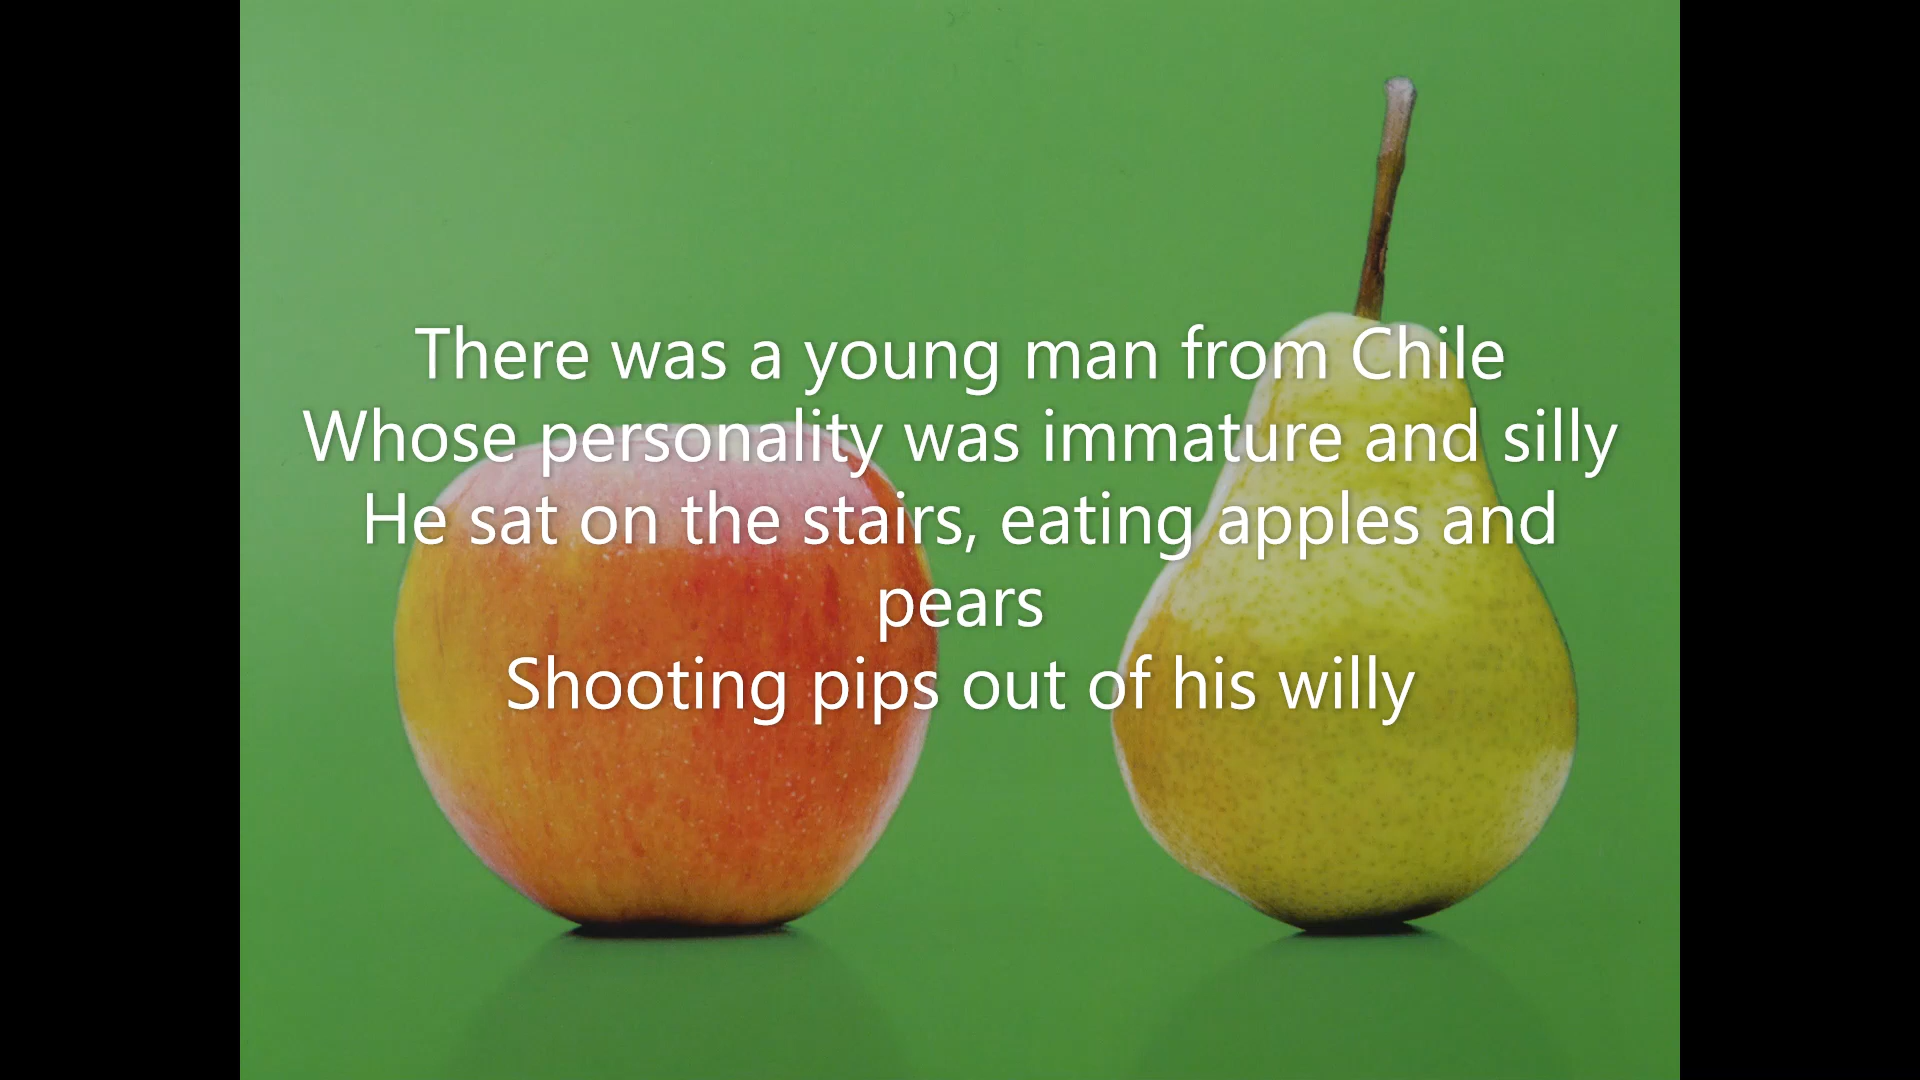 There was a young man from Chile
Whose personality was immature and silly
He sat on the stairs, eating apples and
pears
Shooting pips out of his willy